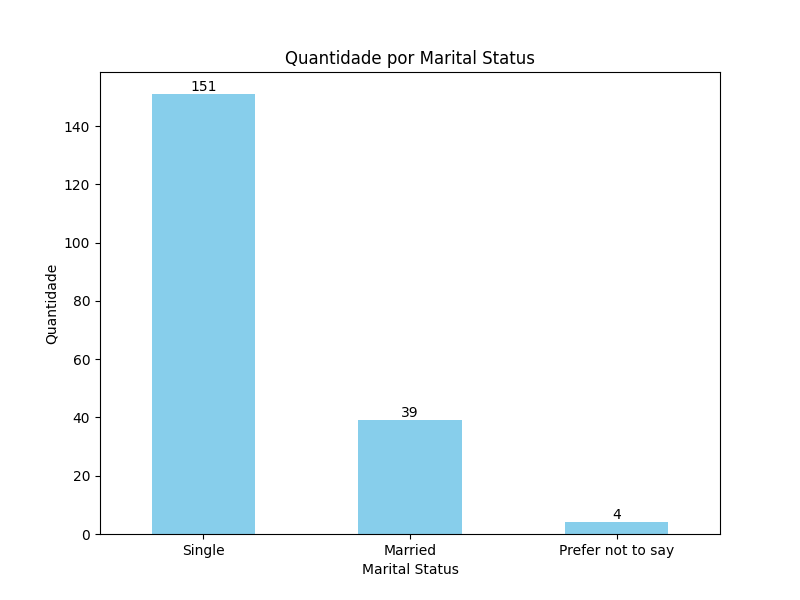 Quantidade por Marital Status
151
140
120
100
80
60
40
20
0
39
4
Quantidade
Single Married Prefer not to say
Marital Status